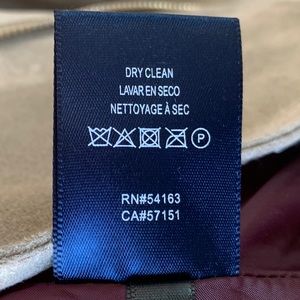 DRY CLEAN
LAVAR EN SECO
NETTOYAGE À SEC
P
RN#54163
CA#57151